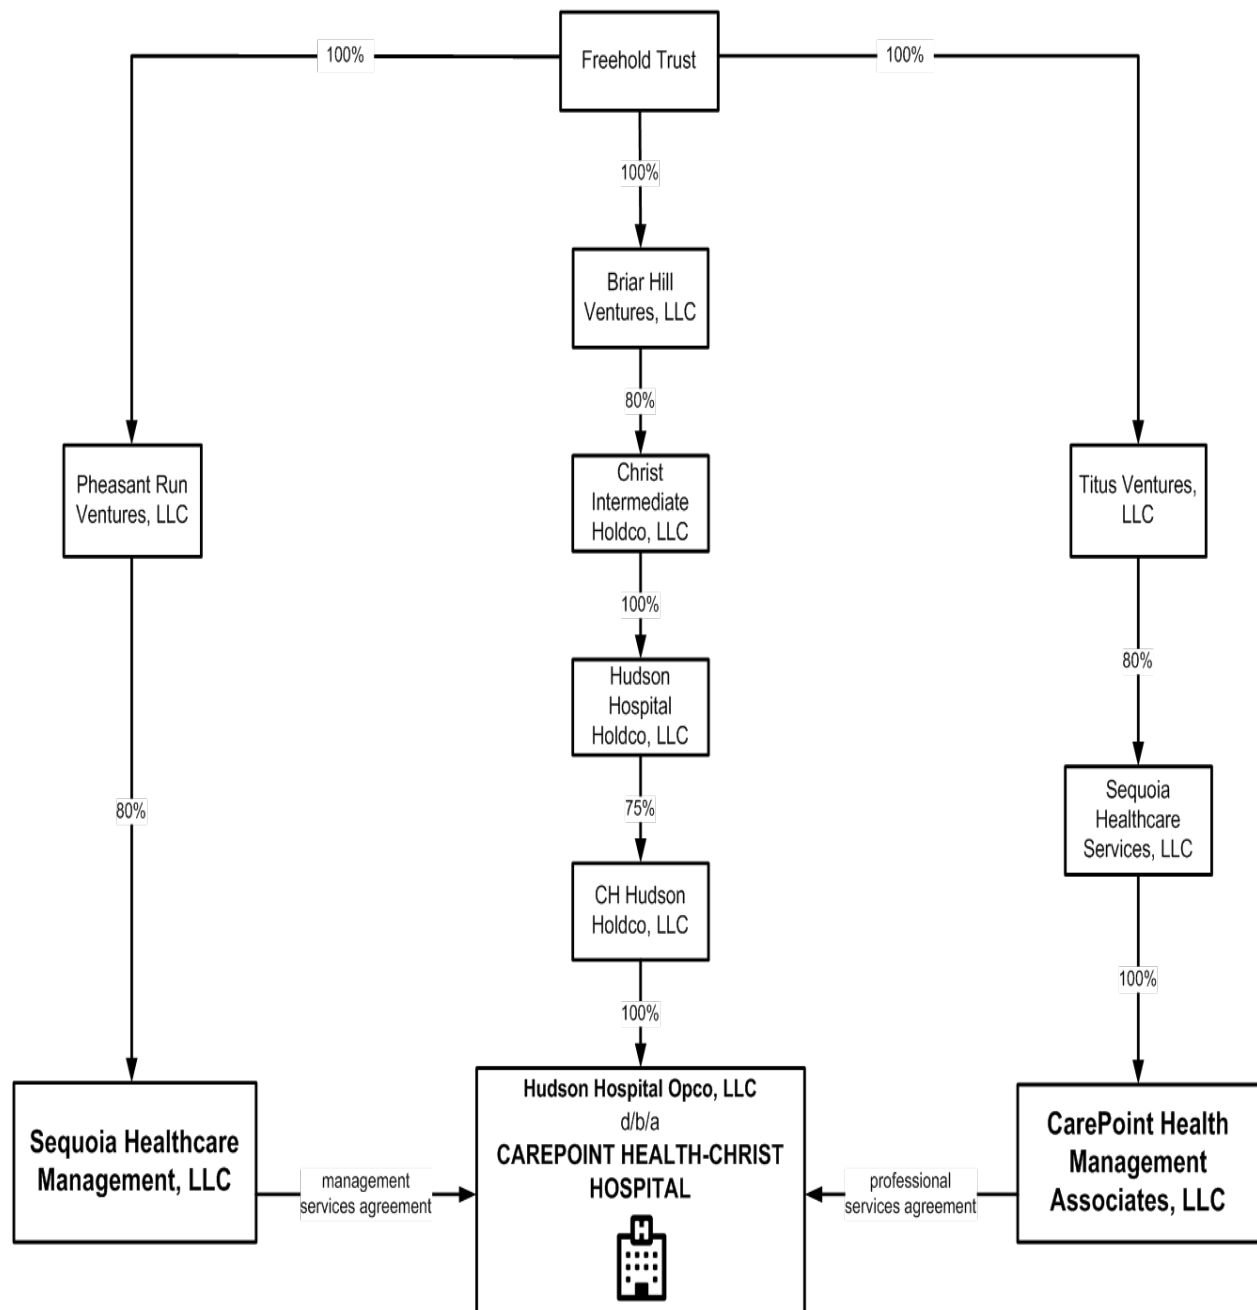 Freehold Trust
100%
100%
100%
Briar Hill
Ventures, LLC
80%
Pheasant Run
Ventures, LLC
Christ
Intermediate
Holdco, LLC
Titus Ventures,
LLC
100%
80%
Hudson
Hospital
Holdco, LLC
80%
75%
Sequoia
Healthcare
Services, LLC
CH Hudson
Holdco, LLC
100%
100%
Sequoia Healthcare
Management, LLC
management
services agreement
Hudson Hospital Opco, LLC
d/b/a
CAREPOINT HEALTH-CHRIST
HOSPITAL
H
professional
services agreement
CarePoint Health
Management
Associates, LLC